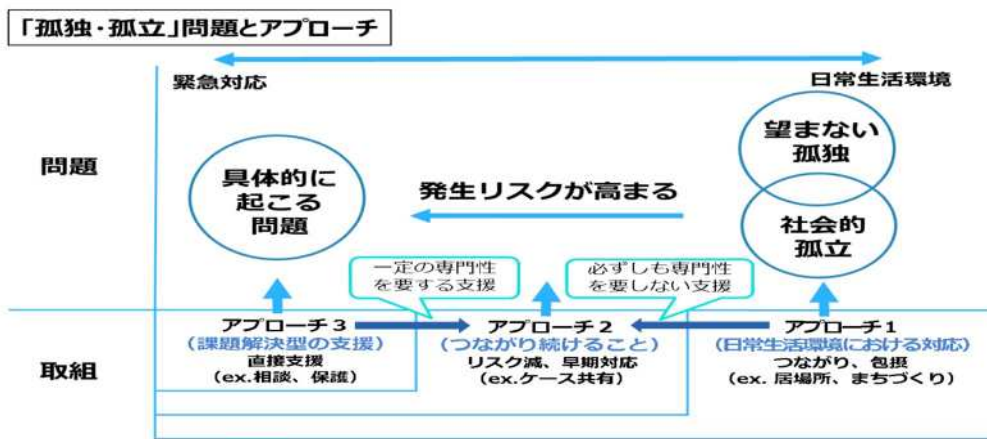 「孤独・孤立」問題とアプローチ
緊急対応
日常生活環境
問題
具体的に
起こる
問題
発生リスクが高まる
望まない
孤独
社会的
孤立
一定の専門性
を要する支援
必ずしも専門性
を要しない支援
取組
アプローチ3
(課題解決型の支援)
直接支援
(ex.相談、保護)
アプローチ2
(つながり続けること)
リスク減、早期対応
(ex.ケース共有)
アプローチ1
(日常生活環境における対応)
つながり、包摂
(ex. 居場所、まちづくり)